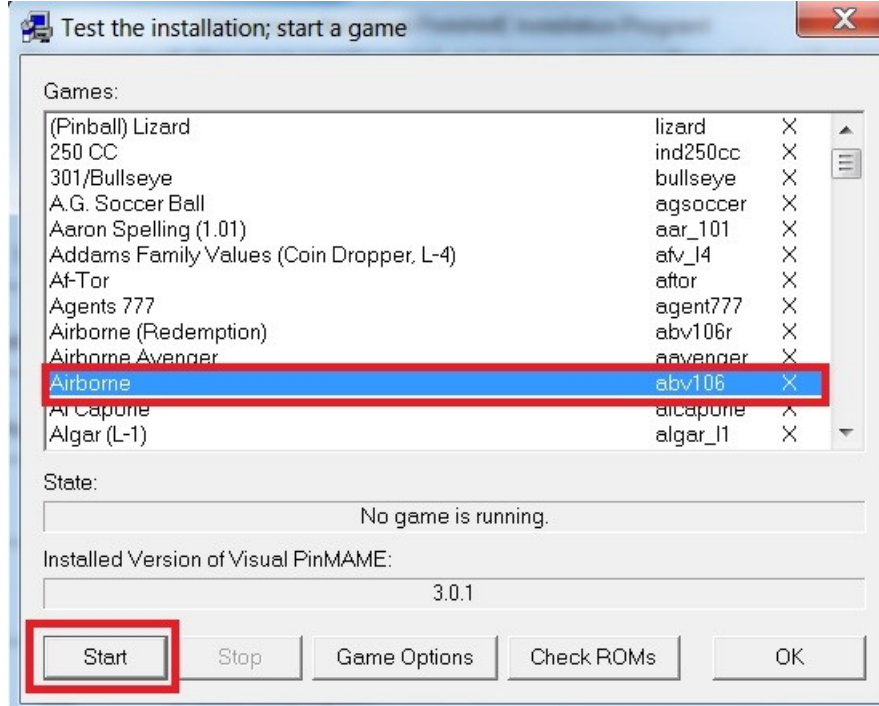 Test the installation; start a game
Games:
(Pinball) Lizard lizard X
250 CC ind250cc X
301/Bullseye bullseye X
A.G. Soccer Ball agsoccer X
Aaron Spelling (1.01) aar_101 X
Addams Family Values (Coin Dropper, L-4) afv_l4 X
Af-Tor aftor X
Agents 777 agent777 X
Airborne (Redemption) abv106r X
Airborne Avenger aavenger X
Airborne abv106 X
Al Capone alcapone X
Algar (L-1) algar_l1 X
State:
No game is running.
Installed Version of Visual PinMAME:
3.0.1
Start Stop Game Options Check ROMs OK